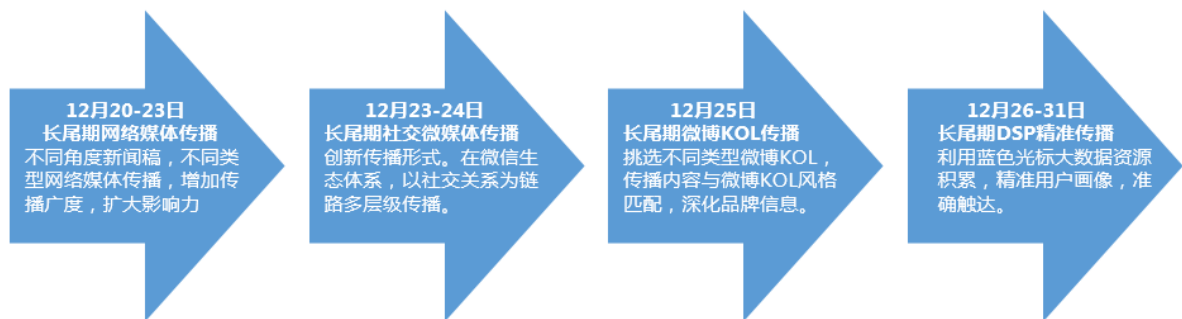 12月20-23日
长尾期网络媒体传播
不同角度新闻稿，不同类
型网络媒体传播，增加传
播广度，扩大影响力
12月23-24日
长尾期社交微媒体传播
创新传播形式。在微信生
态体系，以社交关系为链
路多层级传播。
12月25日
长尾期微博KOL传播
挑选不同类型微博KOL，
传播内容与微博KOL风格
匹配，深化品牌信息。
12月26-31日
长尾期DSP精准传播
利用蓝色光标大数据资源
积累，精准用户画像，准
确触达。